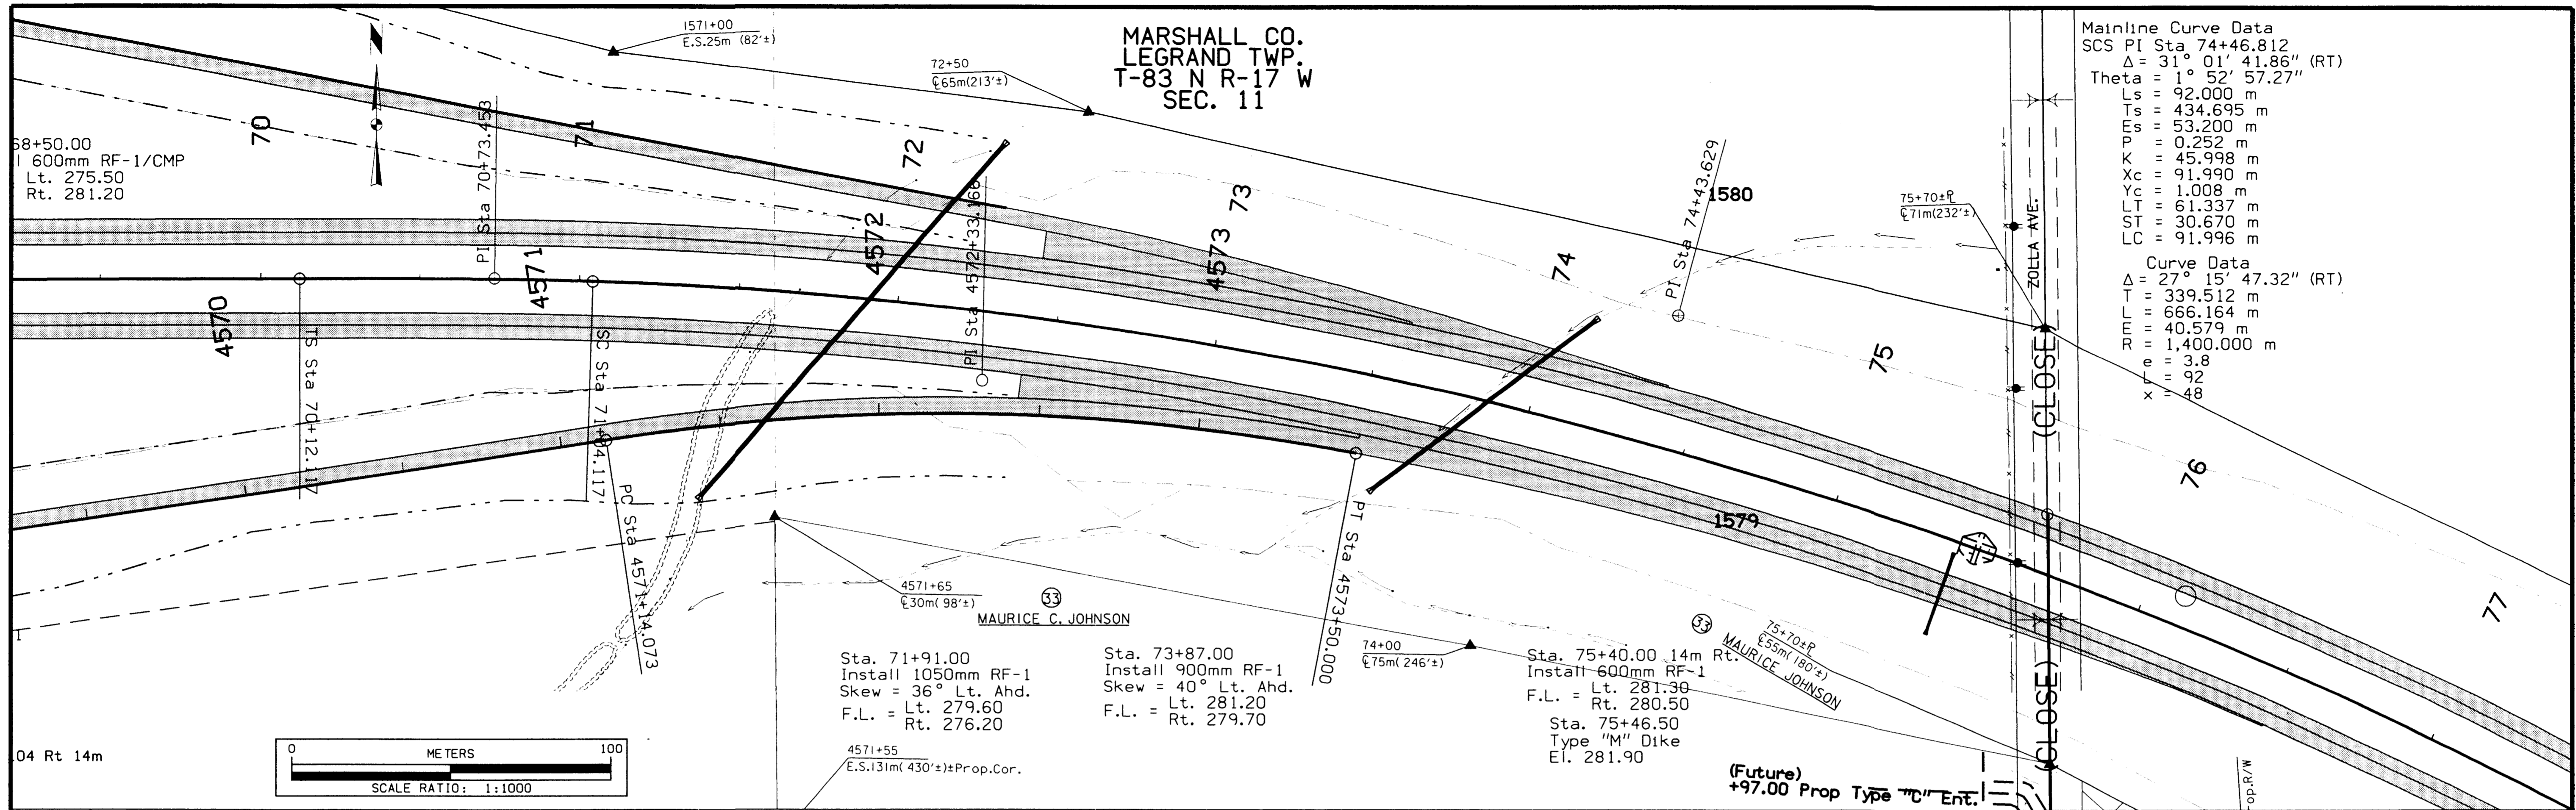 MARSHALL CO.
LEGRAND TWP.
T-83 N R-17 W
SEC. 11
1571+00
E.S.25m (82'±)
72+50
℄65m(213'±)
68+50.00
600mm RF-1/CMP
Lt. 275.50
Rt. 281.20
70
71
72
73
74
75
76
77
4570
4571
4572
4573
1580
1579
PI Sta 70+73.453
PI Sta 4572+33.166
PI Sta 74+43.629
TS Sta 70+12.117
SC Sta 71+04.117
PC Sta 4571+14.073
PT Sta 4573+50.000
75+70±℄
℄71m(232'±)
ZOLLA AVE.
(CLOSE)
(CLOSE)
Mainline Curve Data
SCS PI Sta 74+46.812
Δ= 31° 01' 41.86" (RT)
Theta = 1° 52' 57.27"
Ls = 92.000 m
Ts = 434.695 m
Es = 53.200 m
P = 0.252 m
K = 45.998 m
Xc = 91.990 m
Yc = 1.008 m
LT = 61.337 m
ST = 30.670 m
LC = 91.996 m
Curve Data
Δ= 27° 15' 47.32" (RT)
T = 339.512 m
L = 666.164 m
E = 40.579 m
R = 1,400.000 m
e = 3.8
L = 92
x = 48
4571+65
℄30m( 98'±)
33
MAURICE C. JOHNSON
74+00
℄75m( 246'±)
33
MAURICE JOHNSON
75+70±℄
℄55m( 180'±)
Sta. 71+91.00
Install 1050mm RF-1
Skew = 36° Lt. Ahd.
F.L. = Lt. 279.60
Rt. 276.20
Sta. 73+87.00
Install 900mm RF-1
Skew = 40° Lt. Ahd.
F.L. = Lt. 281.20
Rt. 279.70
Sta. 75+40.00 14m Rt.
Install 600mm RF-1
F.L. = Lt. 281.30
Rt. 280.50
Sta. 75+46.50
Type "M" Dike
El. 281.90
4571+55
E.S.131m( 430'±)±Prop.Cor.
.04 Rt 14m
0 METERS 100
SCALE RATIO: 1:1000
(Future)
+97.00 Prop Type "C" Ent.